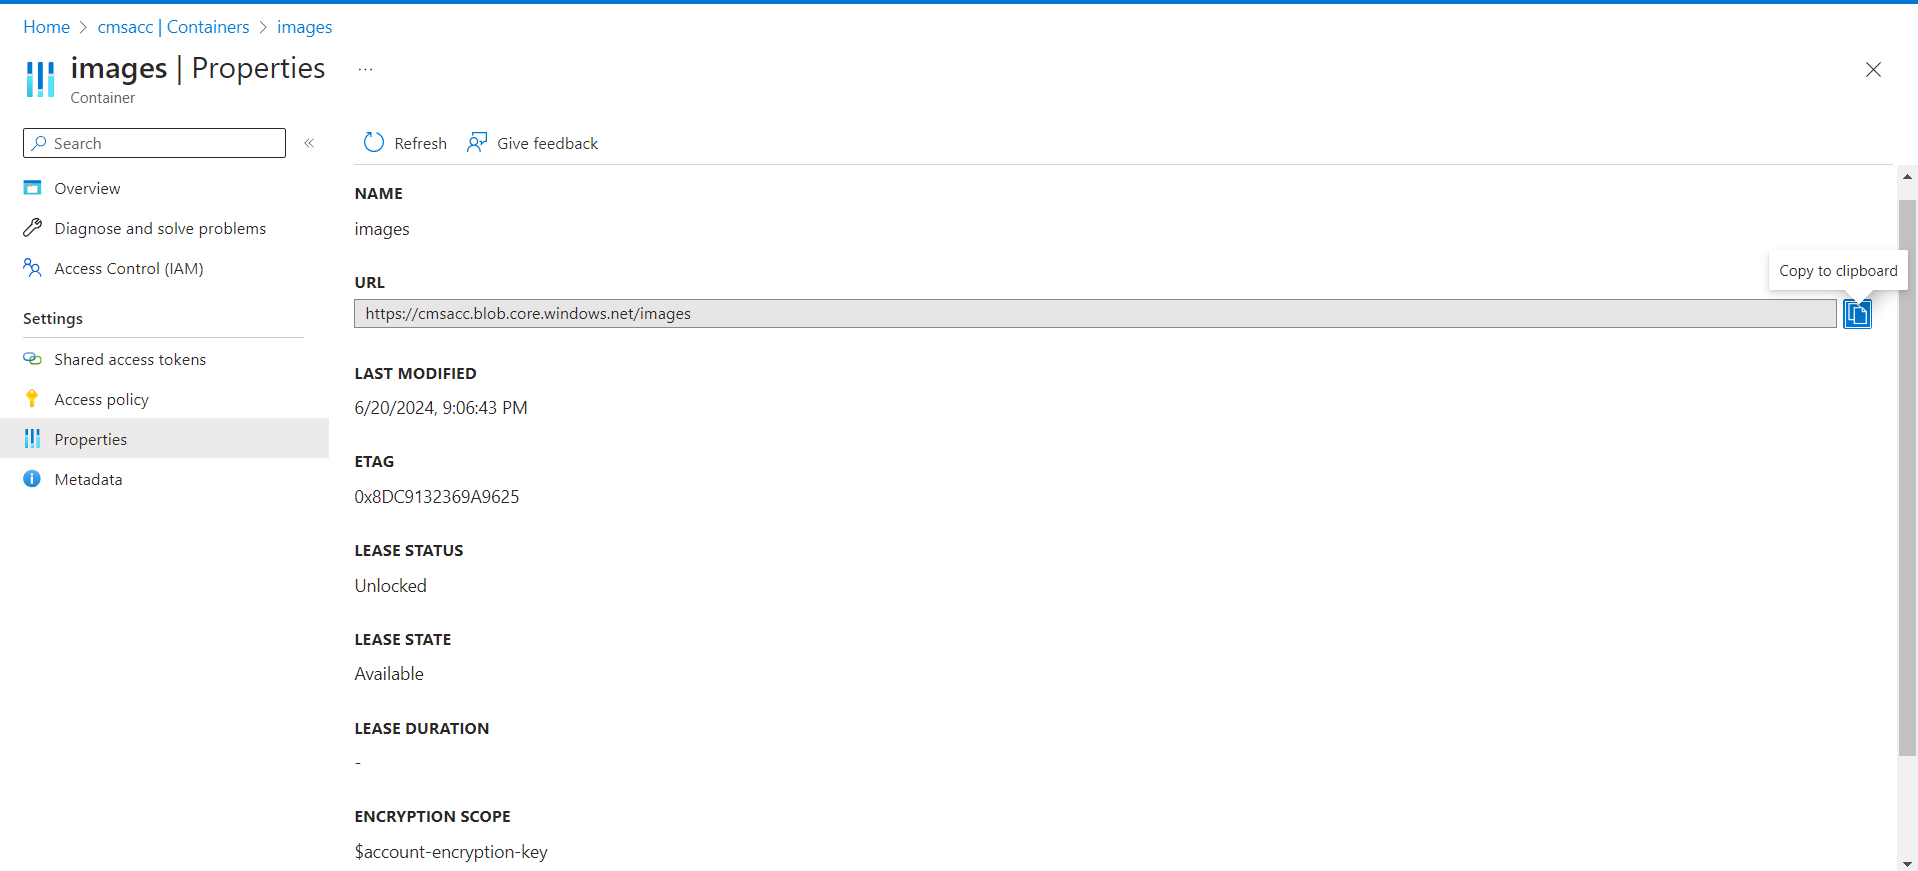 Home > cmsacc | Containers > images
images | Properties ...
Container
Search «
Overview
Diagnose and solve problems
Access Control (IAM)
Settings
Shared access tokens
Access policy
Properties
Metadata
Refresh Give feedback
NAME
images
URL
Copy to clipboard
https://cmsacc.blob.core.windows.net/images
LAST MODIFIED
6/20/2024, 9:06:43 PM
ETAG
0x8DC9132369A9625
LEASE STATUS
Unlocked
LEASE STATE
Available
LEASE DURATION
-
ENCRYPTION SCOPE
$account-encryption-key